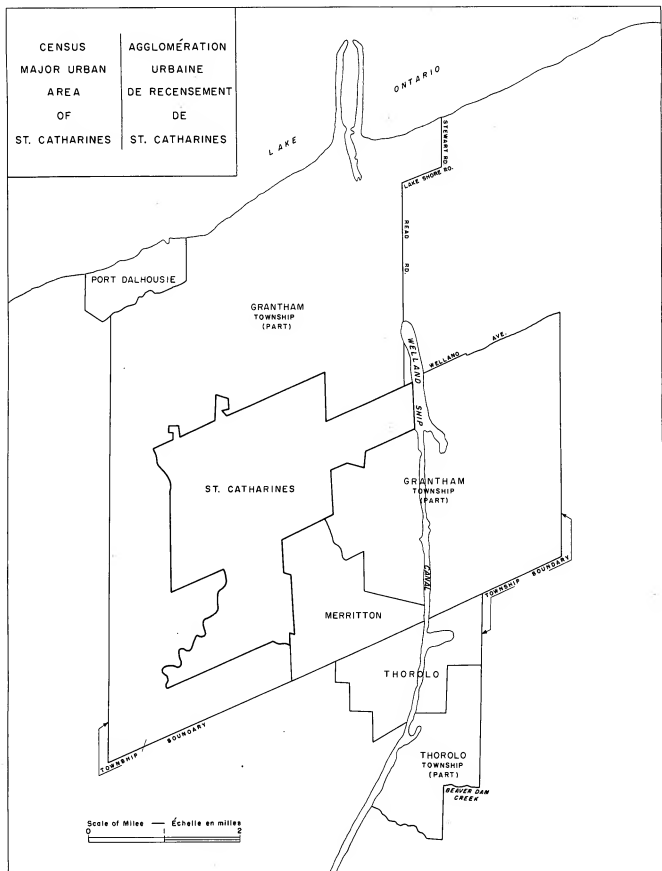 CENSUS
MAJOR URBAN
AREA
OF
ST. CATHARINES
AGGLOMÉRATION
URBAINE
DE RECENSEMENT
DE
ST. CATHARINES
LAKE ONTARIO
STEWART RD.
LAKE SHORE RD.
READ RD.
PORT DALHOUSIE
GRANTHAM
TOWNSHIP
(PART)
WELLAND AVE.
WELLAND SHIP CANAL
ST. CATHARINES
GRANTHAM
TOWNSHIP
(PART)
MERRITTON
TOWNSHIP BOUNDARY
THOROLO
TOWNSHIP BOUNDARY
THOROLO
TOWNSHIP
(PART)
BEAVER DAM
CREEK
Scale of Miles — Échelle en milles
0 1 2